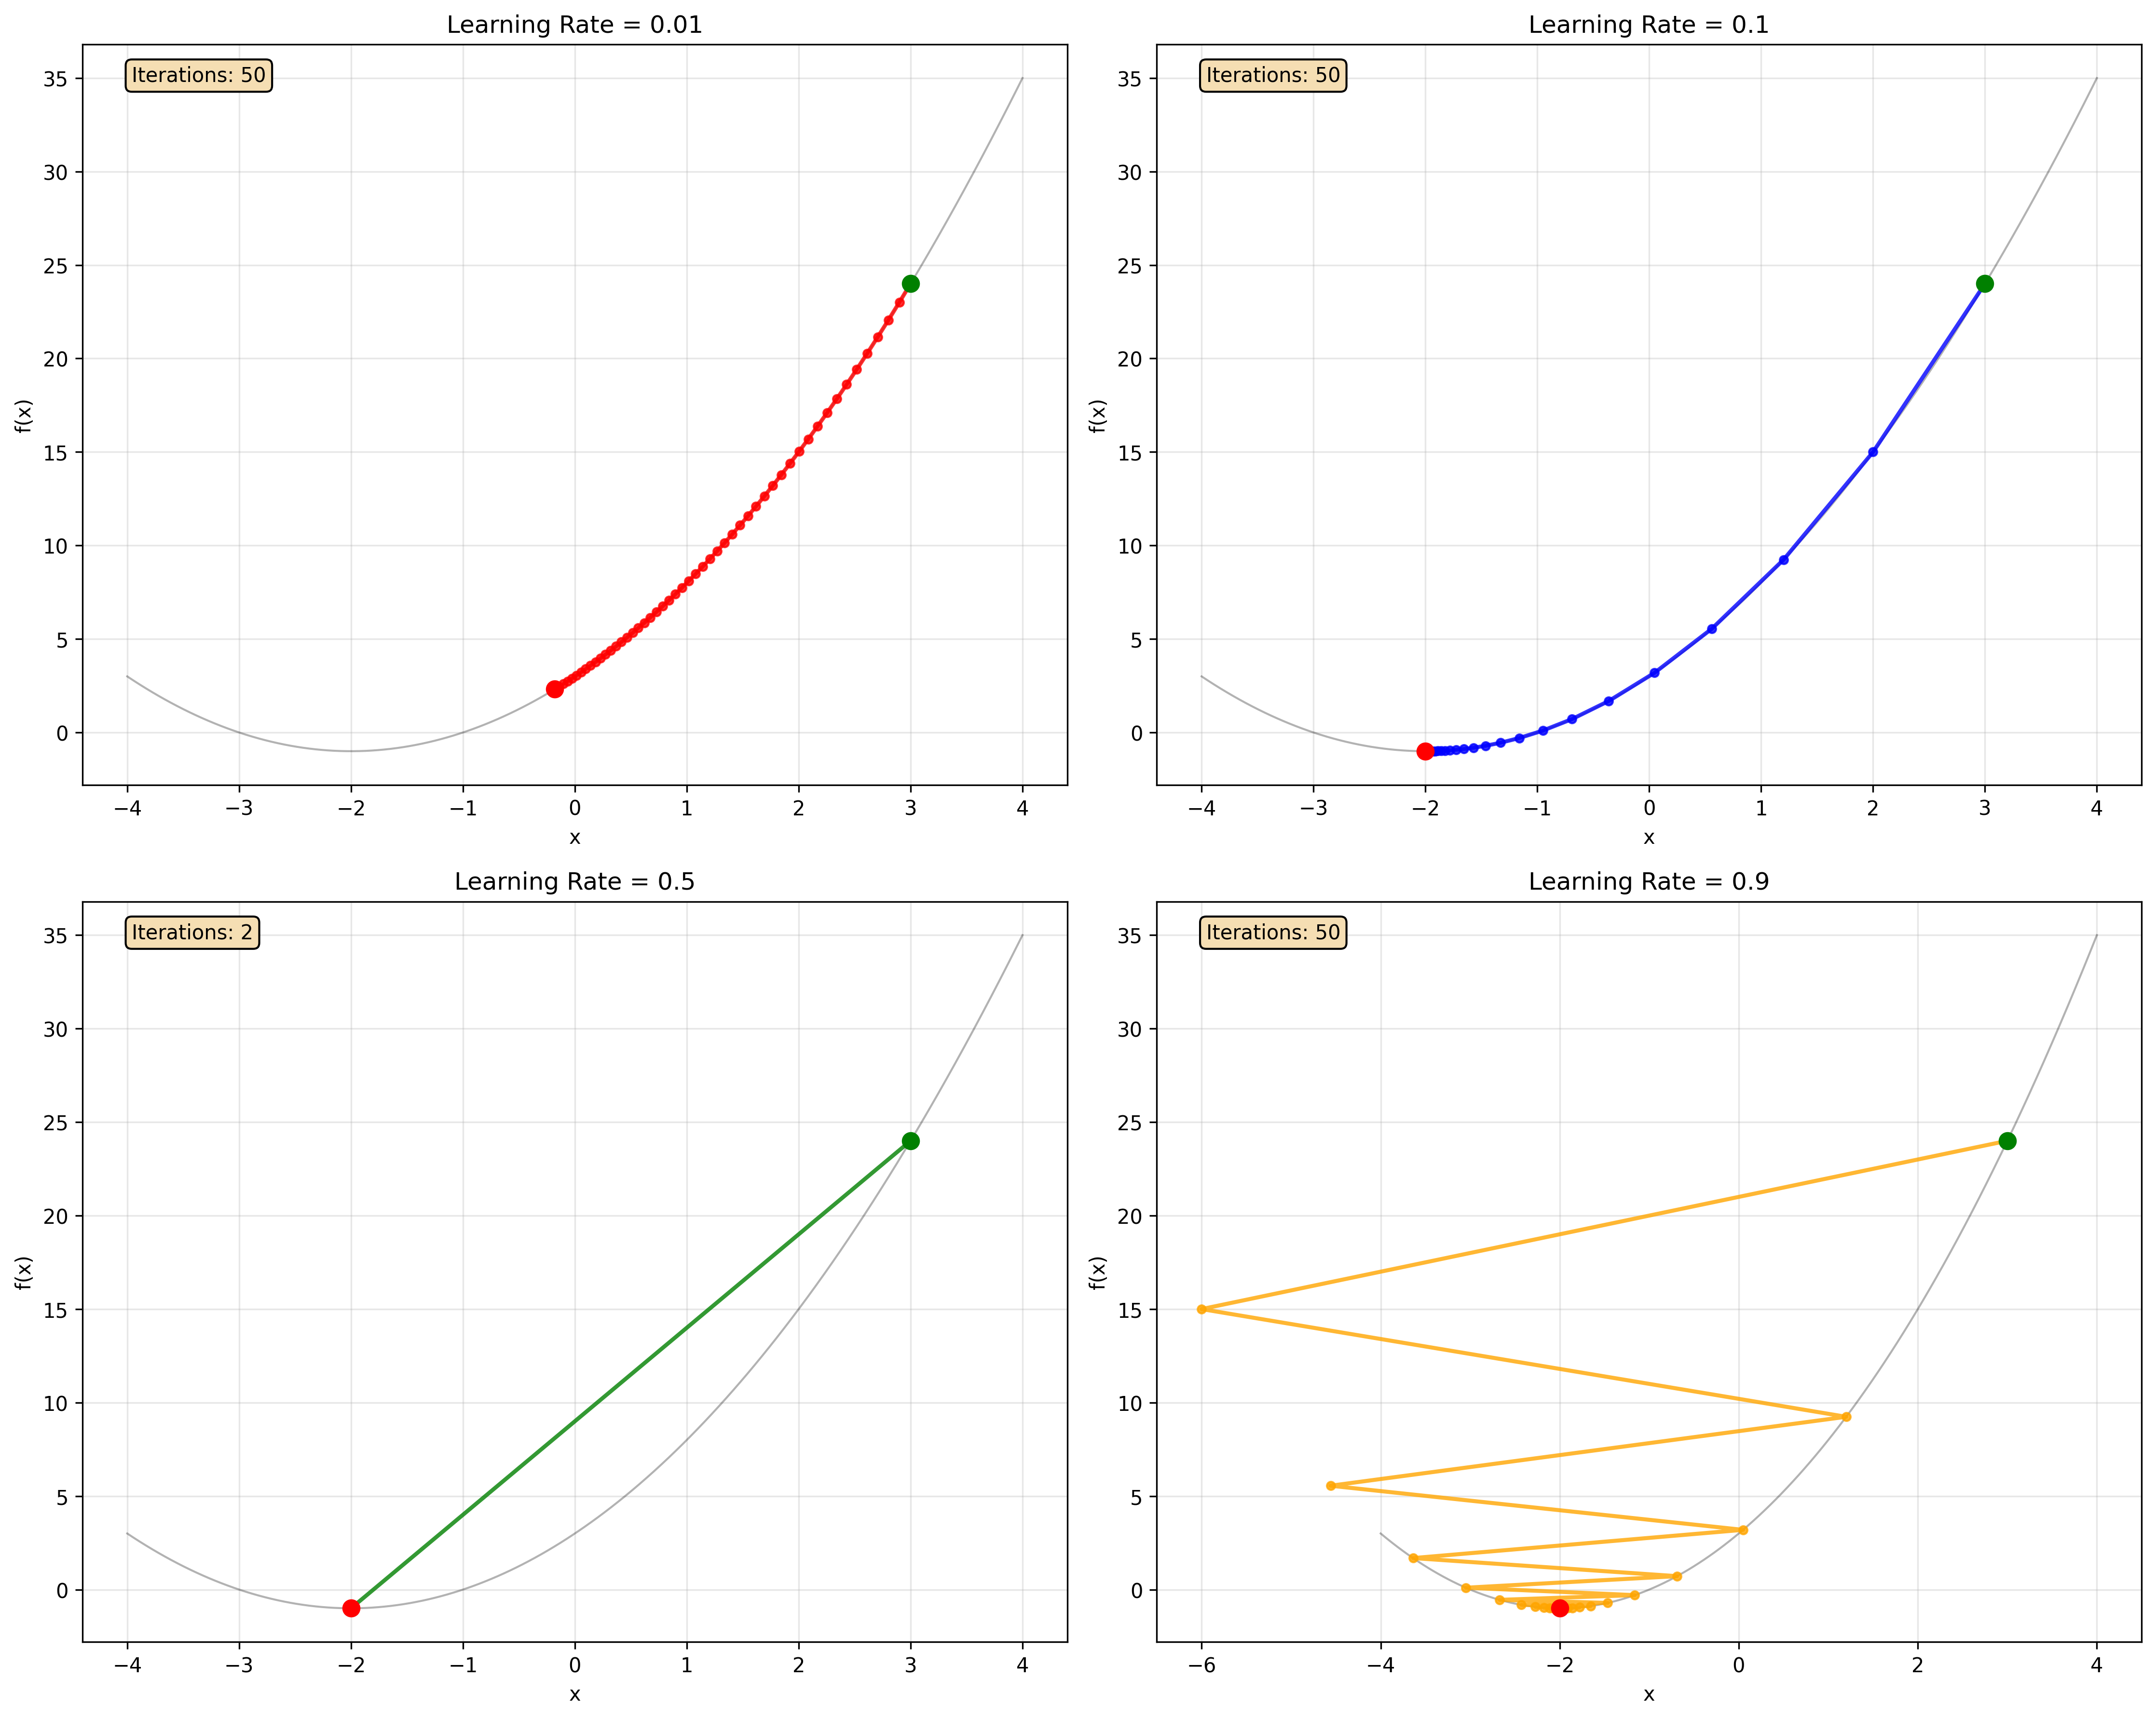 Learning Rate = 0.01
Iterations: 50
35
30
25
20
15
10
5
0
f(x)
−4 −3 −2 −1 0 1 2 3 4
x
Learning Rate = 0.1
Iterations: 50
35
30
25
20
15
10
5
0
f(x)
−4 −3 −2 −1 0 1 2 3 4
x
Learning Rate = 0.5
Iterations: 2
35
30
25
20
15
10
5
0
f(x)
−4 −3 −2 −1 0 1 2 3 4
x
Learning Rate = 0.9
Iterations: 50
35
30
25
20
15
10
5
0
f(x)
−6 −4 −2 0 2 4
x